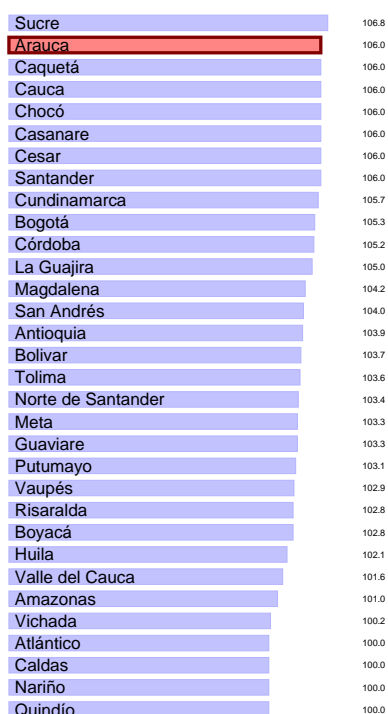 Sucre 106.8
Arauca 106.0
Caquetá 106.0
Cauca 106.0
Chocó 106.0
Casanare 106.0
Cesar 106.0
Santander 106.0
Cundinamarca 105.7
Bogotá 105.3
Córdoba 105.2
La Guajira 105.0
Magdalena 104.2
San Andrés 104.0
Antioquia 103.9
Bolivar 103.7
Tolima 103.6
Norte de Santander 103.4
Meta 103.3
Guaviare 103.3
Putumayo 103.1
Vaupés 102.9
Risaralda 102.8
Boyacá 102.8
Huila 102.1
Valle del Cauca 101.6
Amazonas 101.0
Vichada 100.2
Atlántico 100.0
Caldas 100.0
Nariño 100.0
Quindío 100.0